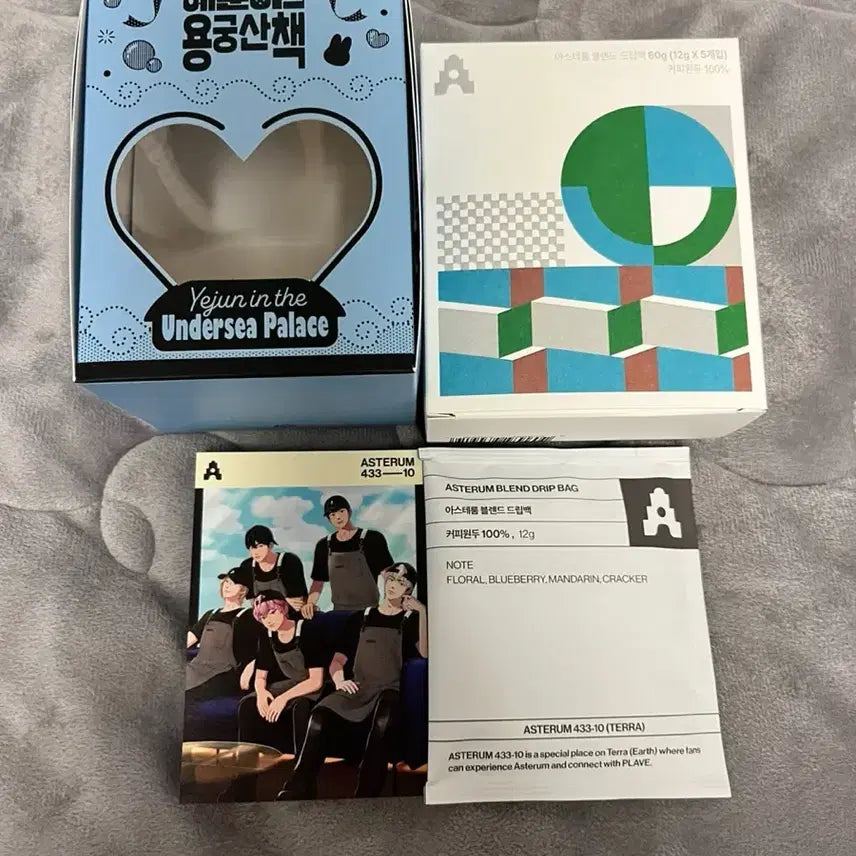 용궁산책
Yejun in the
Undersea Palace
아스테룸 블렌드 드립백 60g (12g X 5개입)
커피원두 100%
ASTERUM
433—10
ASTERUM BLEND DRIP BAG
아스테룸 블렌드 드립백
커피원두 100%, 12g
NOTE
FLORAL, BLUEBERRY, MANDARIN, CRACKER
ASTERUM 433-10 (TERRA)
ASTERUM 433-10 is a special place on Terra (Earth) where fans
can experience Asterum and connect with PLAVE.